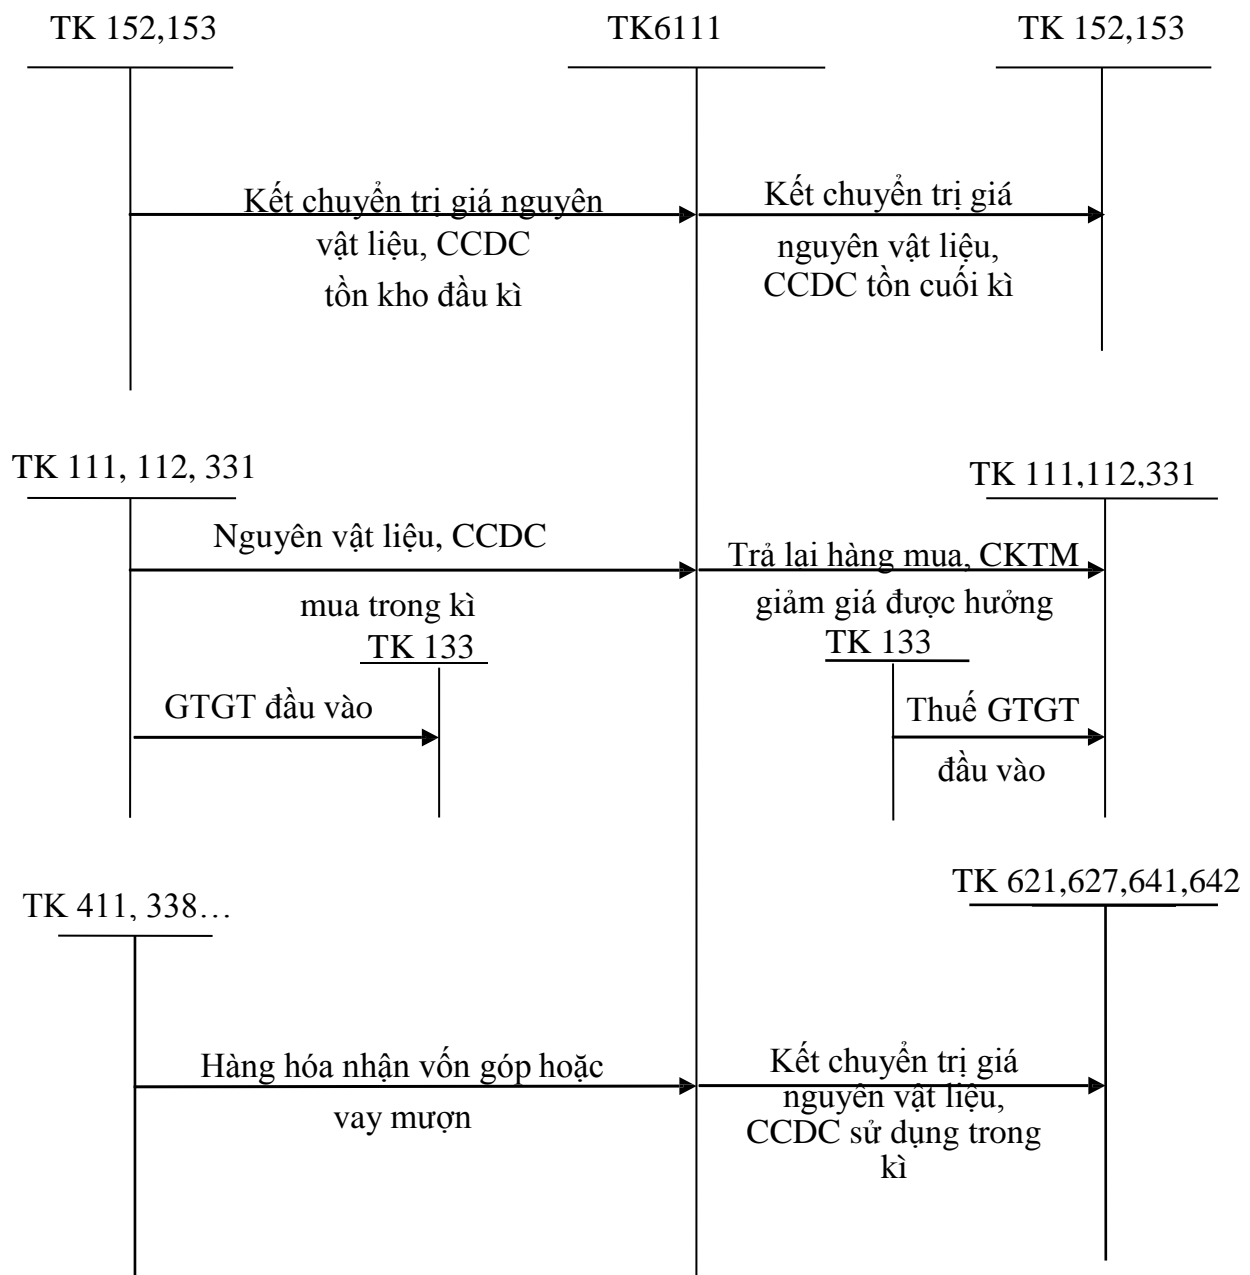 TK 152,153
TK6111
TK 152,153
Kết chuyển trị giá nguyên
vật liệu, CCDC
tồn kho đầu kì
Kết chuyển trị giá
nguyên vật liệu,
CCDC tồn cuối kì
TK 111, 112, 331
TK 111,112,331
Nguyên vật liệu, CCDC
mua trong kì
Trả lại hàng mua, CKTM
giảm giá được hưởng
TK 133
TK 133
GTGT đầu vào
Thuế GTGT
đầu vào
TK 411, 338…
TK 621,627,641,642
Hàng hóa nhận vốn góp hoặc
vay mượn
Kết chuyển trị giá
nguyên vật liệu,
CCDC sử dụng trong
kì